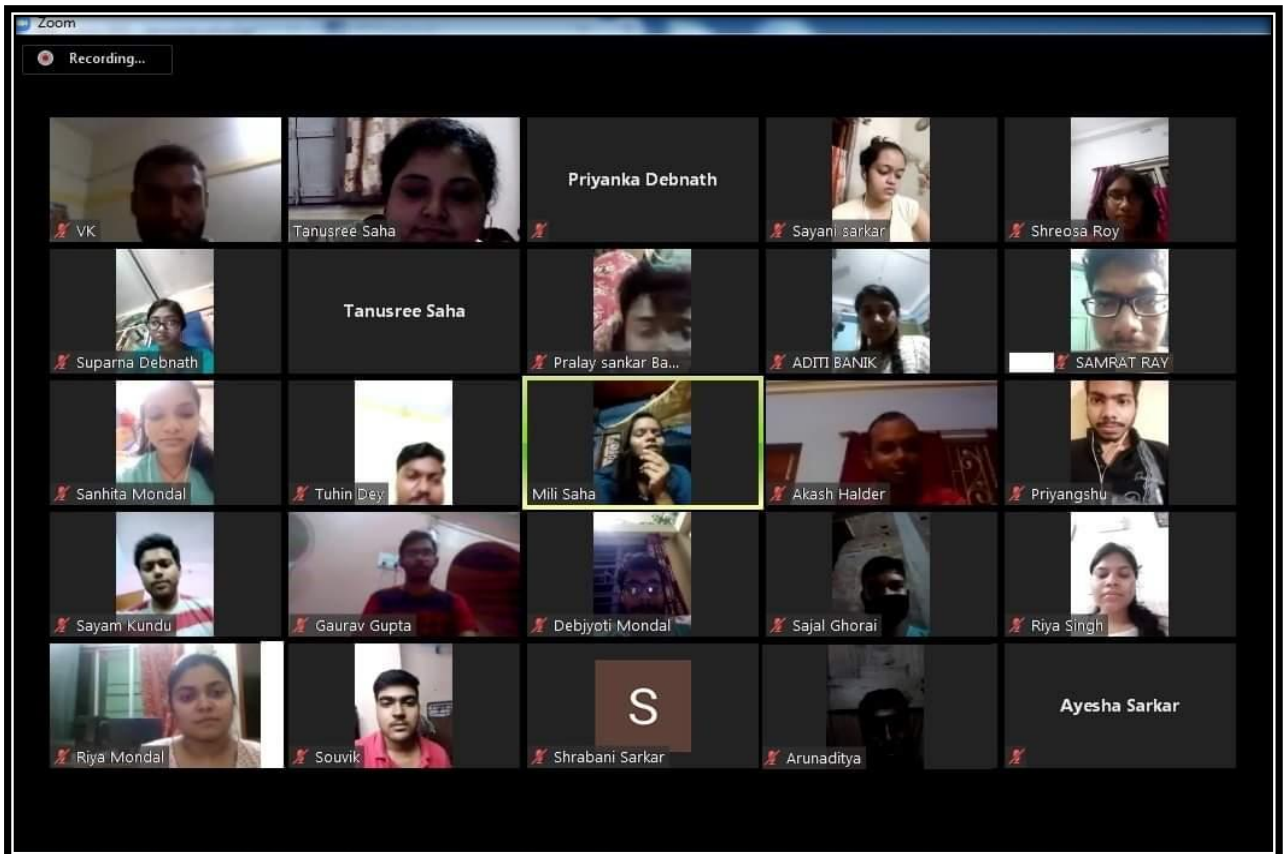 Zoom
Recording...
VK
Tanusree Saha
Priyanka Debnath
Sayani sarkar
Shreosa Roy
Suparna Debnath
Tanusree Saha
Pralay sankar Ba...
ADITI BANIK
SAMRAT RAY
Sanhita Mondal
Tuhin Dey
Mili Saha
Akash Halder
Priyangshu
Sayam Kundu
Gaurav Gupta
Debjyoti Mondal
Sajal Ghorai
Riya Singh
Riya Mondal
Souvik
S
Shrabani Sarkar
Arunaditya
Ayesha Sarkar